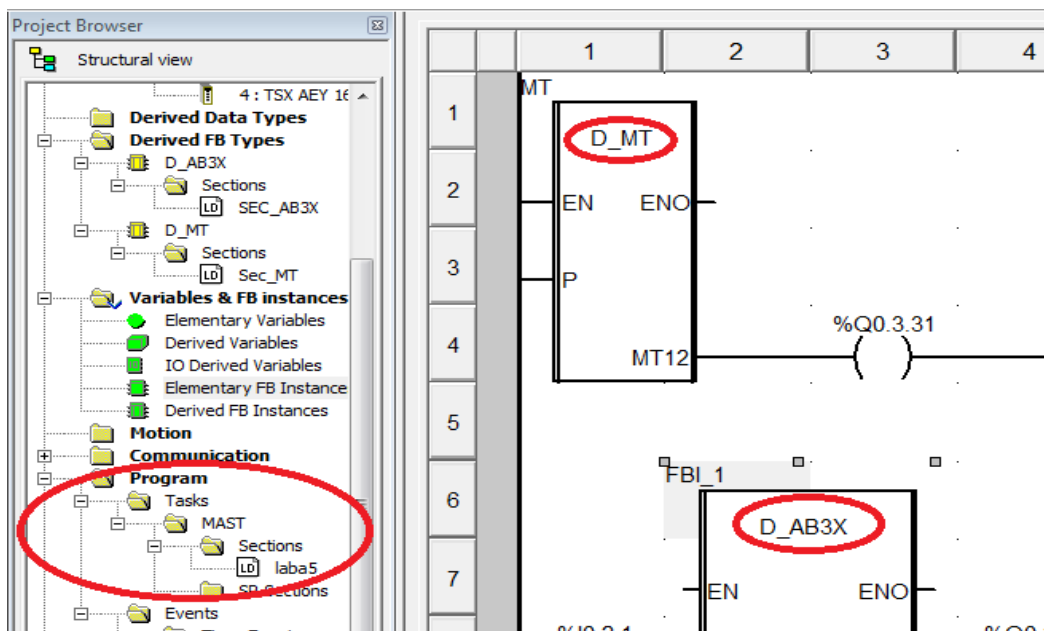 Project Browser
Structural view
4 : TSX AEY 16
Derived Data Types
Derived FB Types
D_AB3X
Sections
SEC_AB3X
D_MT
Sections
Sec_MT
Variables & FB instances
Elementary Variables
Derived Variables
IO Derived Variables
Elementary FB Instance
Derived FB Instances
Motion
Communication
Program
Tasks
MAST
Sections
LD laba5
SR Sections
Events
1 2 3 4
1
2
3
4
5
6
7
MT
D_MT
EN ENO
P
%Q0.3.31
MT12
FBI_1
D_AB3X
EN ENO